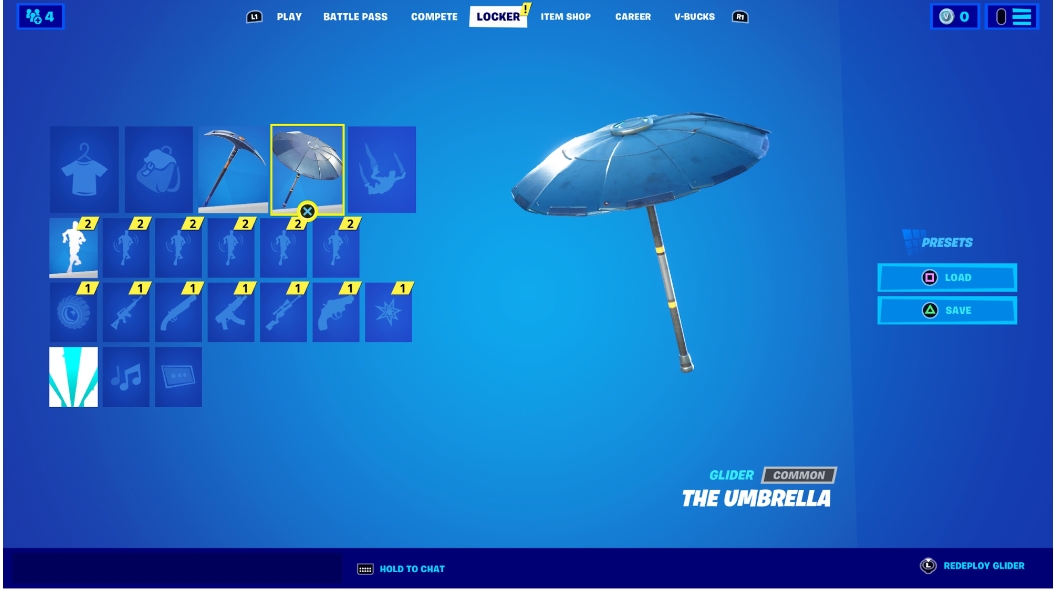 4
L1 PLAY BATTLE PASS COMPETE LOCKER ! ITEM SHOP CAREER V-BUCKS R1
V 0
2 2 2 2 2 2
1 1 1 1 1 1 1
PRESETS
LOAD
SAVE
GLIDER COMMON
THE UMBRELLA
HOLD TO CHAT
L REDEPLOY GLIDER